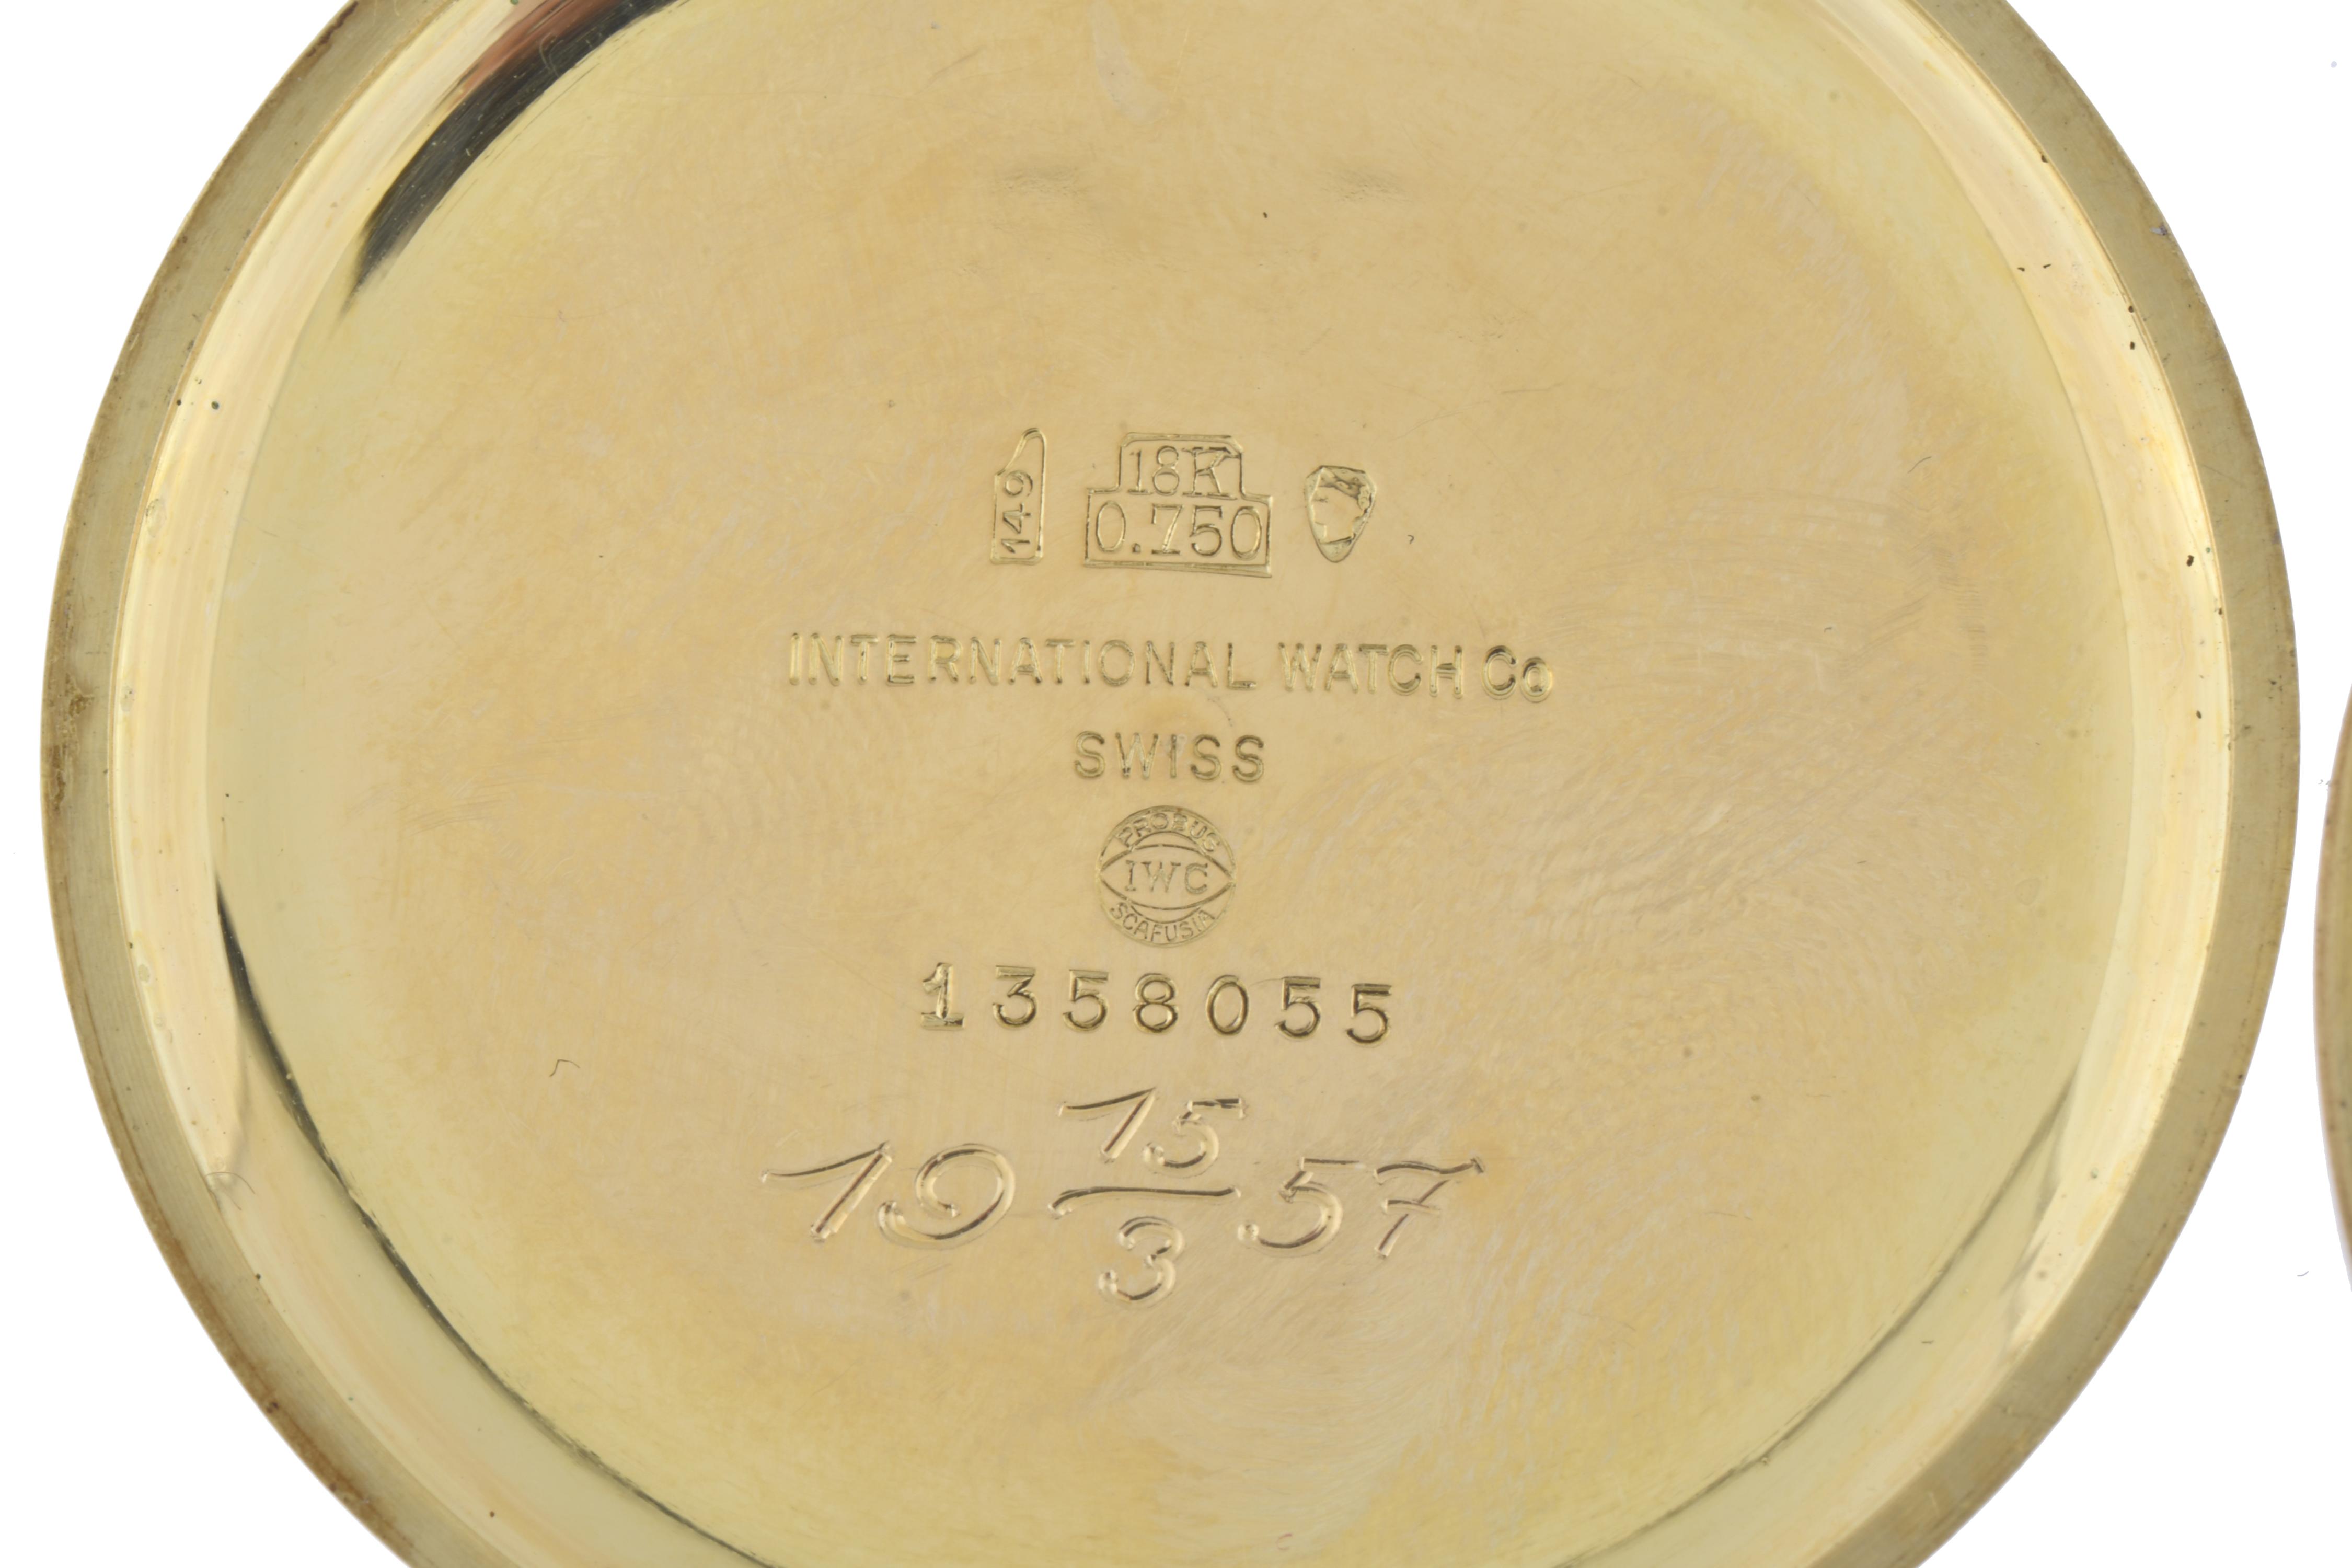 149
18K
0.750
INTERNATIONAL WATCH Co
SWISS
PROBUS
IWC
SCAFUSIA
1358055
19 15/3 57